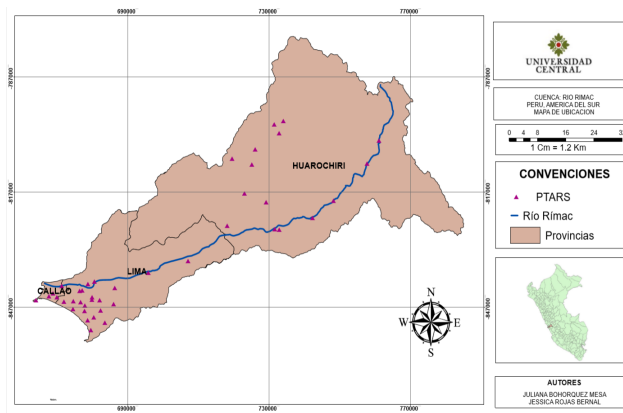 690000
730000
770000
-787000
-817000
-847000
HUAROCHIRI
LIMA
CALLAO
N
W
E
S
690000
730000
770000
UNIVERSIDAD
CENTRAL
CUENCA: RIO RIMAC
PERU, AMERICA DEL SUR
MAPA DE UBICACION
0 4 8 16 24 32
1 Cm = 1.2 Km
CONVENCIONES
PTARS
Río Rímac
Provincias
AUTORES
JULIANA BOHORQUEZ MESA
JESSICA ROJAS BERNAL